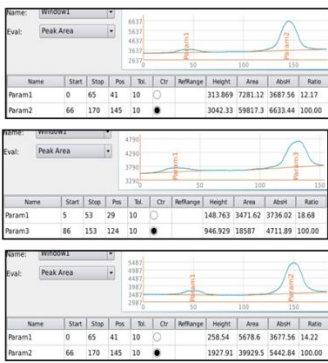 Name: Window1
Eval: Peak Area
6637
5637
4637
3637
2637
0 50 100 150
Param1
Param2
Name Start Stop Pos Tol. Ctr RefRange Height Area AbsH Ratio
Param1 0 65 41 10 313.869 7281.12 3687.56 12.17
Param2 66 170 145 10 3042.33 59817.3 6633.44 100.00
Name: Window1
Eval: Peak Area
4790
4290
3790
3290
0 50 100 150
Param1
Param3
Name Start Stop Pos Tol. Ctr RefRange Height Area AbsH Ratio
Param1 5 53 29 10 148.763 3471.62 3736.02 18.68
Param3 86 153 124 10 946.929 18587 4711.89 100.00
Name: Window1
Eval: Peak Area
5487
4987
4487
3987
3487
2987
0 50 100 150
Param1
Param2
Name Start Stop Pos Tol. Ctr RefRange Height Area AbsH Ratio
Param1 0 65 41 10 258.54 5678.6 3677.56 14.22
Param2 66 170 145 10 1927.91 39929.5 5442.84 100.00